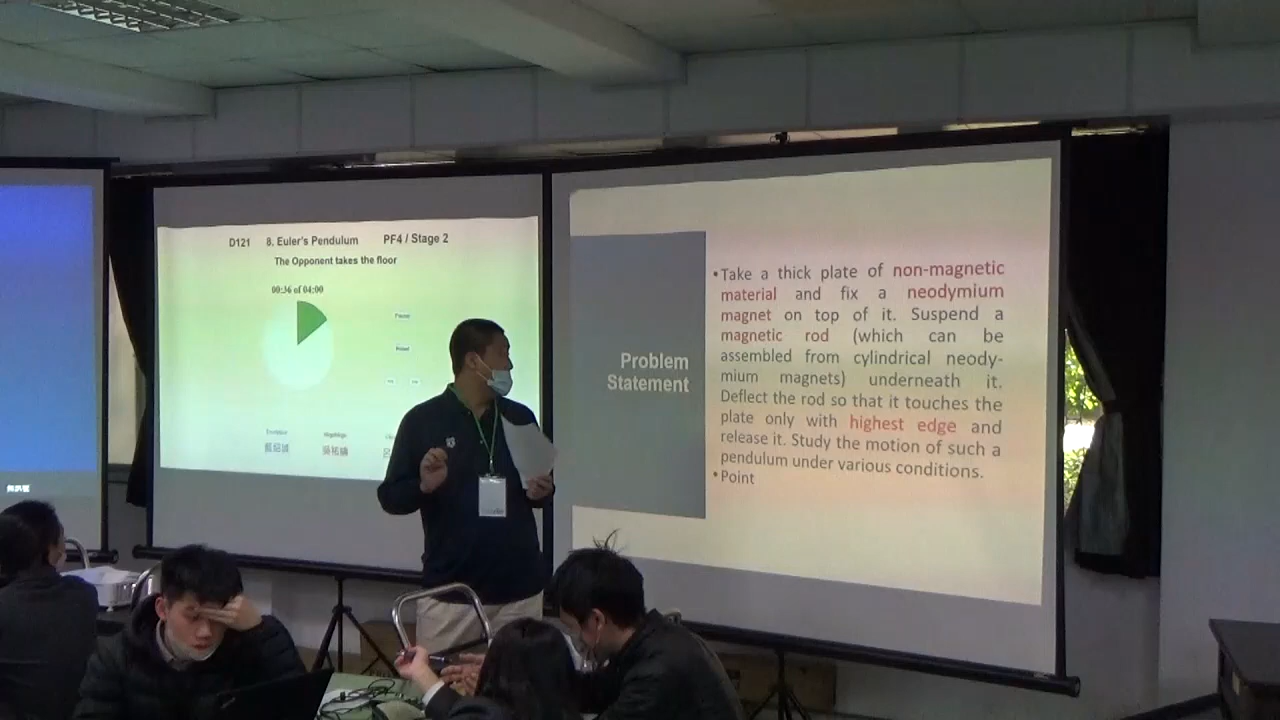 D121 8. Euler's Pendulum PF4 / Stage 2
The Opponent takes the floor
00:36 of 04:00
Problem
Statement
•Take a thick plate of non-magnetic
material and fix a neodymium
magnet on top of it. Suspend a
magnetic rod (which can be
assembled from cylindrical neody-
mium magnets) underneath it.
Deflect the rod so that it touches the
plate only with highest edge and
release it. Study the motion of such a
pendulum under various conditions.
•Point